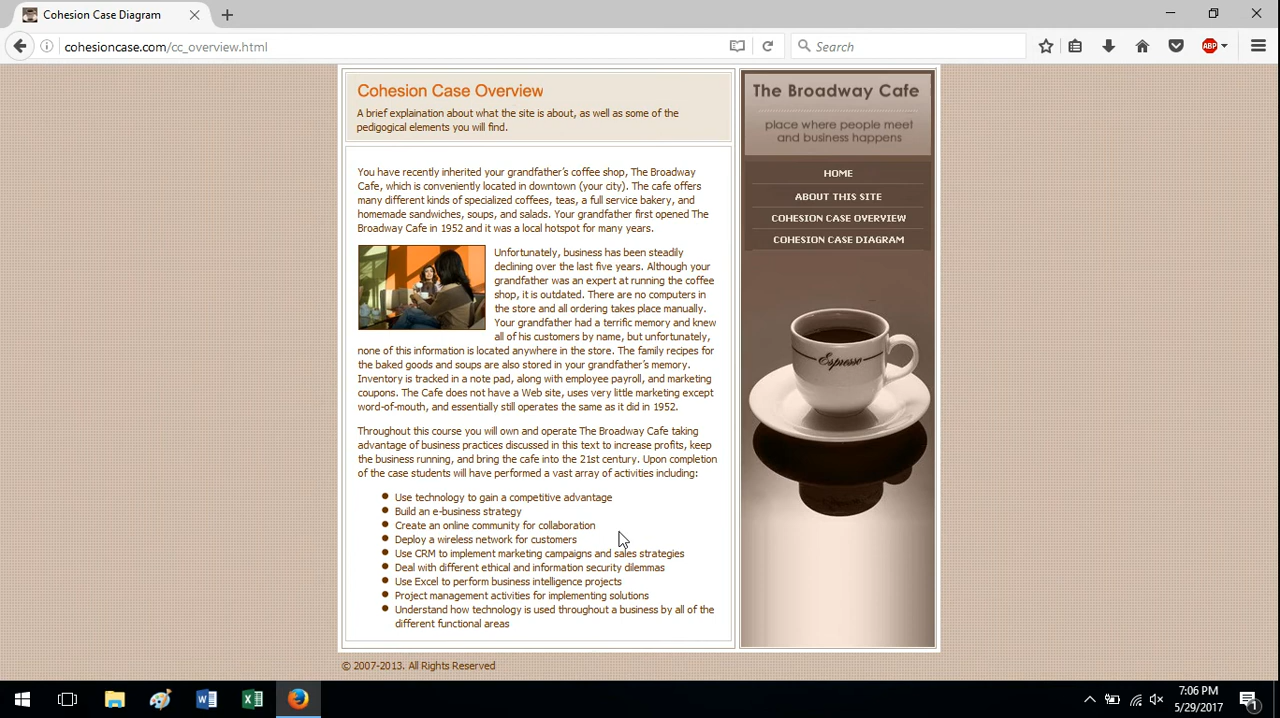 Cohesion Case Diagram
cohesioncase.com/cc_overview.html
Search
ABP
Cohesion Case Overview
A brief explaination about what the site is about, as well as some of the
pedigogical elements you will find.
You have recently inherited your grandfather's coffee shop, The Broadway
Cafe, which is conveniently located in downtown (your city). The cafe offers
many different kinds of specialized coffees, teas, a full service bakery, and
homemade sandwiches, soups, and salads. Your grandfather first opened The
Broadway Cafe in 1952 and it was a local hotspot for many years.
Unfortunately, business has been steadily
declining over the last five years. Although your
grandfather was an expert at running the coffee
shop, it is outdated. There are no computers in
the store and all ordering takes place manually.
Your grandfather had a terrific memory and knew
all of his customers by name, but unfortunately,
none of this information is located anywhere in the store. The family recipes for
the baked goods and soups are also stored in your grandfather's memory.
Inventory is tracked in a note pad, along with employee payroll, and marketing
coupons. The Cafe does not have a Web site, uses very little marketing except
word-of-mouth, and essentially still operates the same as it did in 1952.
Throughout this course you will own and operate The Broadway Cafe taking
advantage of business practices discussed in this text to increase profits, keep
the business running, and bring the cafe into the 21st century. Upon completion
of the case students will have performed a vast array of activities including:
Use technology to gain a competitive advantage
Build an e-business strategy
Create an online community for collaboration
Deploy a wireless network for customers
Use CRM to implement marketing campaigns and sales strategies
Deal with different ethical and information security dilemmas
Use Excel to perform business intelligence projects
Project management activities for implementing solutions
Understand how technology is used throughout a business by all of the
different functional areas
© 2007-2013. All Rights Reserved
The Broadway Cafe
place where people meet
and business happens
HOME
ABOUT THIS SITE
COHESION CASE OVERVIEW
COHESION CASE DIAGRAM
Espresso
7:06 PM
5/29/2017
1